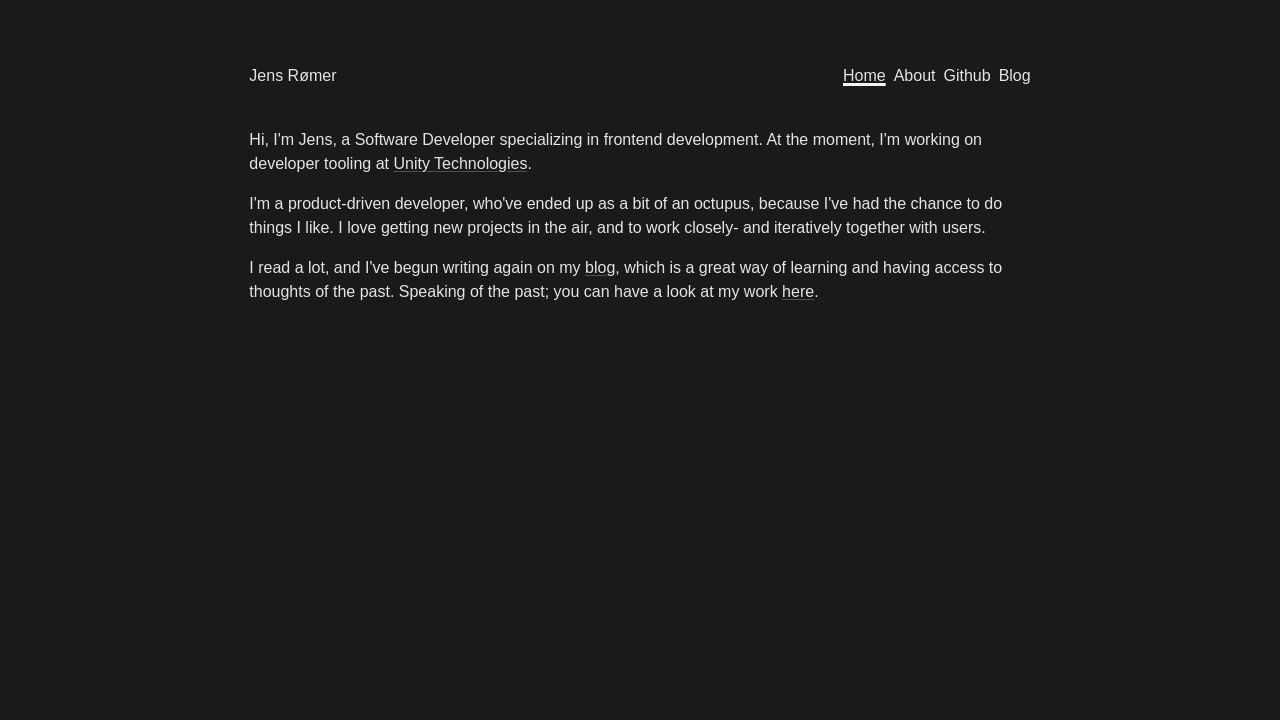 Jens Rømer
Home About Github Blog
Hi, I'm Jens, a Software Developer specializing in frontend development. At the moment, I'm working on
developer tooling at Unity Technologies.
I'm a product-driven developer, who've ended up as a bit of an octupus, because I've had the chance to do
things I like. I love getting new projects in the air, and to work closely- and iteratively together with users.
I read a lot, and I've begun writing again on my blog, which is a great way of learning and having access to
thoughts of the past. Speaking of the past; you can have a look at my work here.